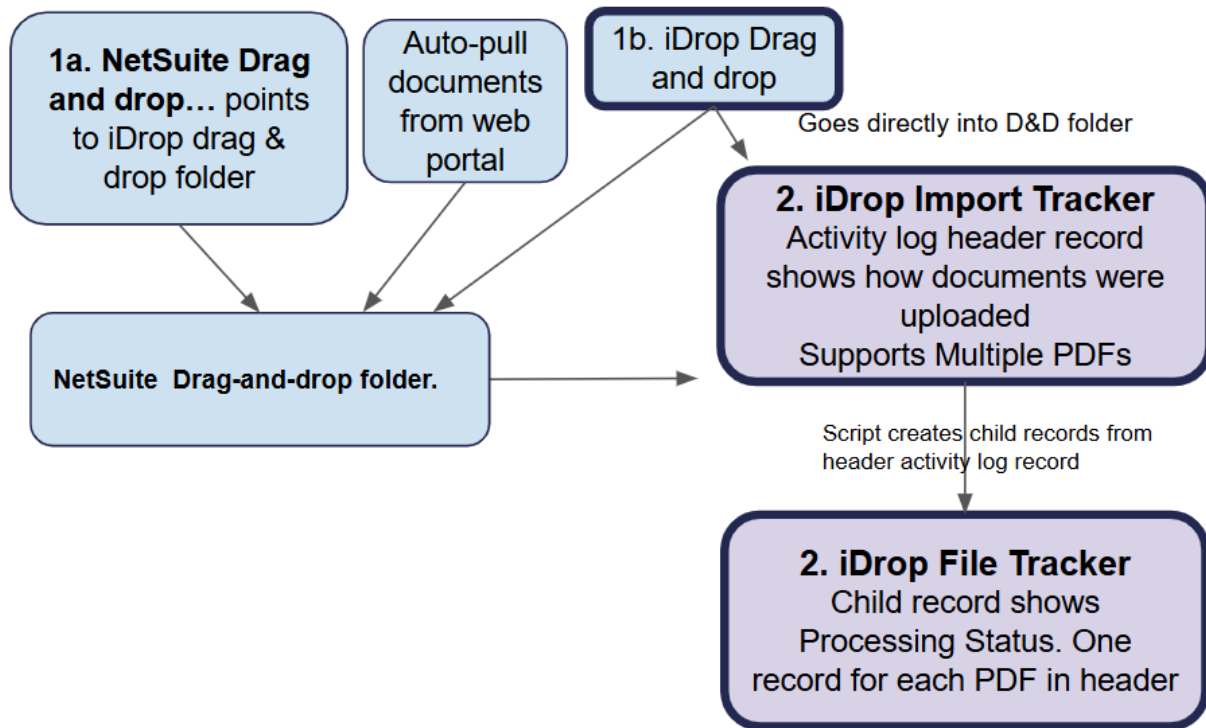 1a. NetSuite Drag
and drop… points
to iDrop drag &
drop folder
Auto-pull
documents
from web
portal
1b. iDrop Drag
and drop
Goes directly into D&D folder
2. iDrop Import Tracker
Activity log header record
shows how documents were
uploaded
Supports Multiple PDFs
NetSuite  Drag-and-drop folder.
Script creates child records from
header activity log record
2. iDrop File Tracker
Child record shows
Processing Status. One
record for each PDF in header